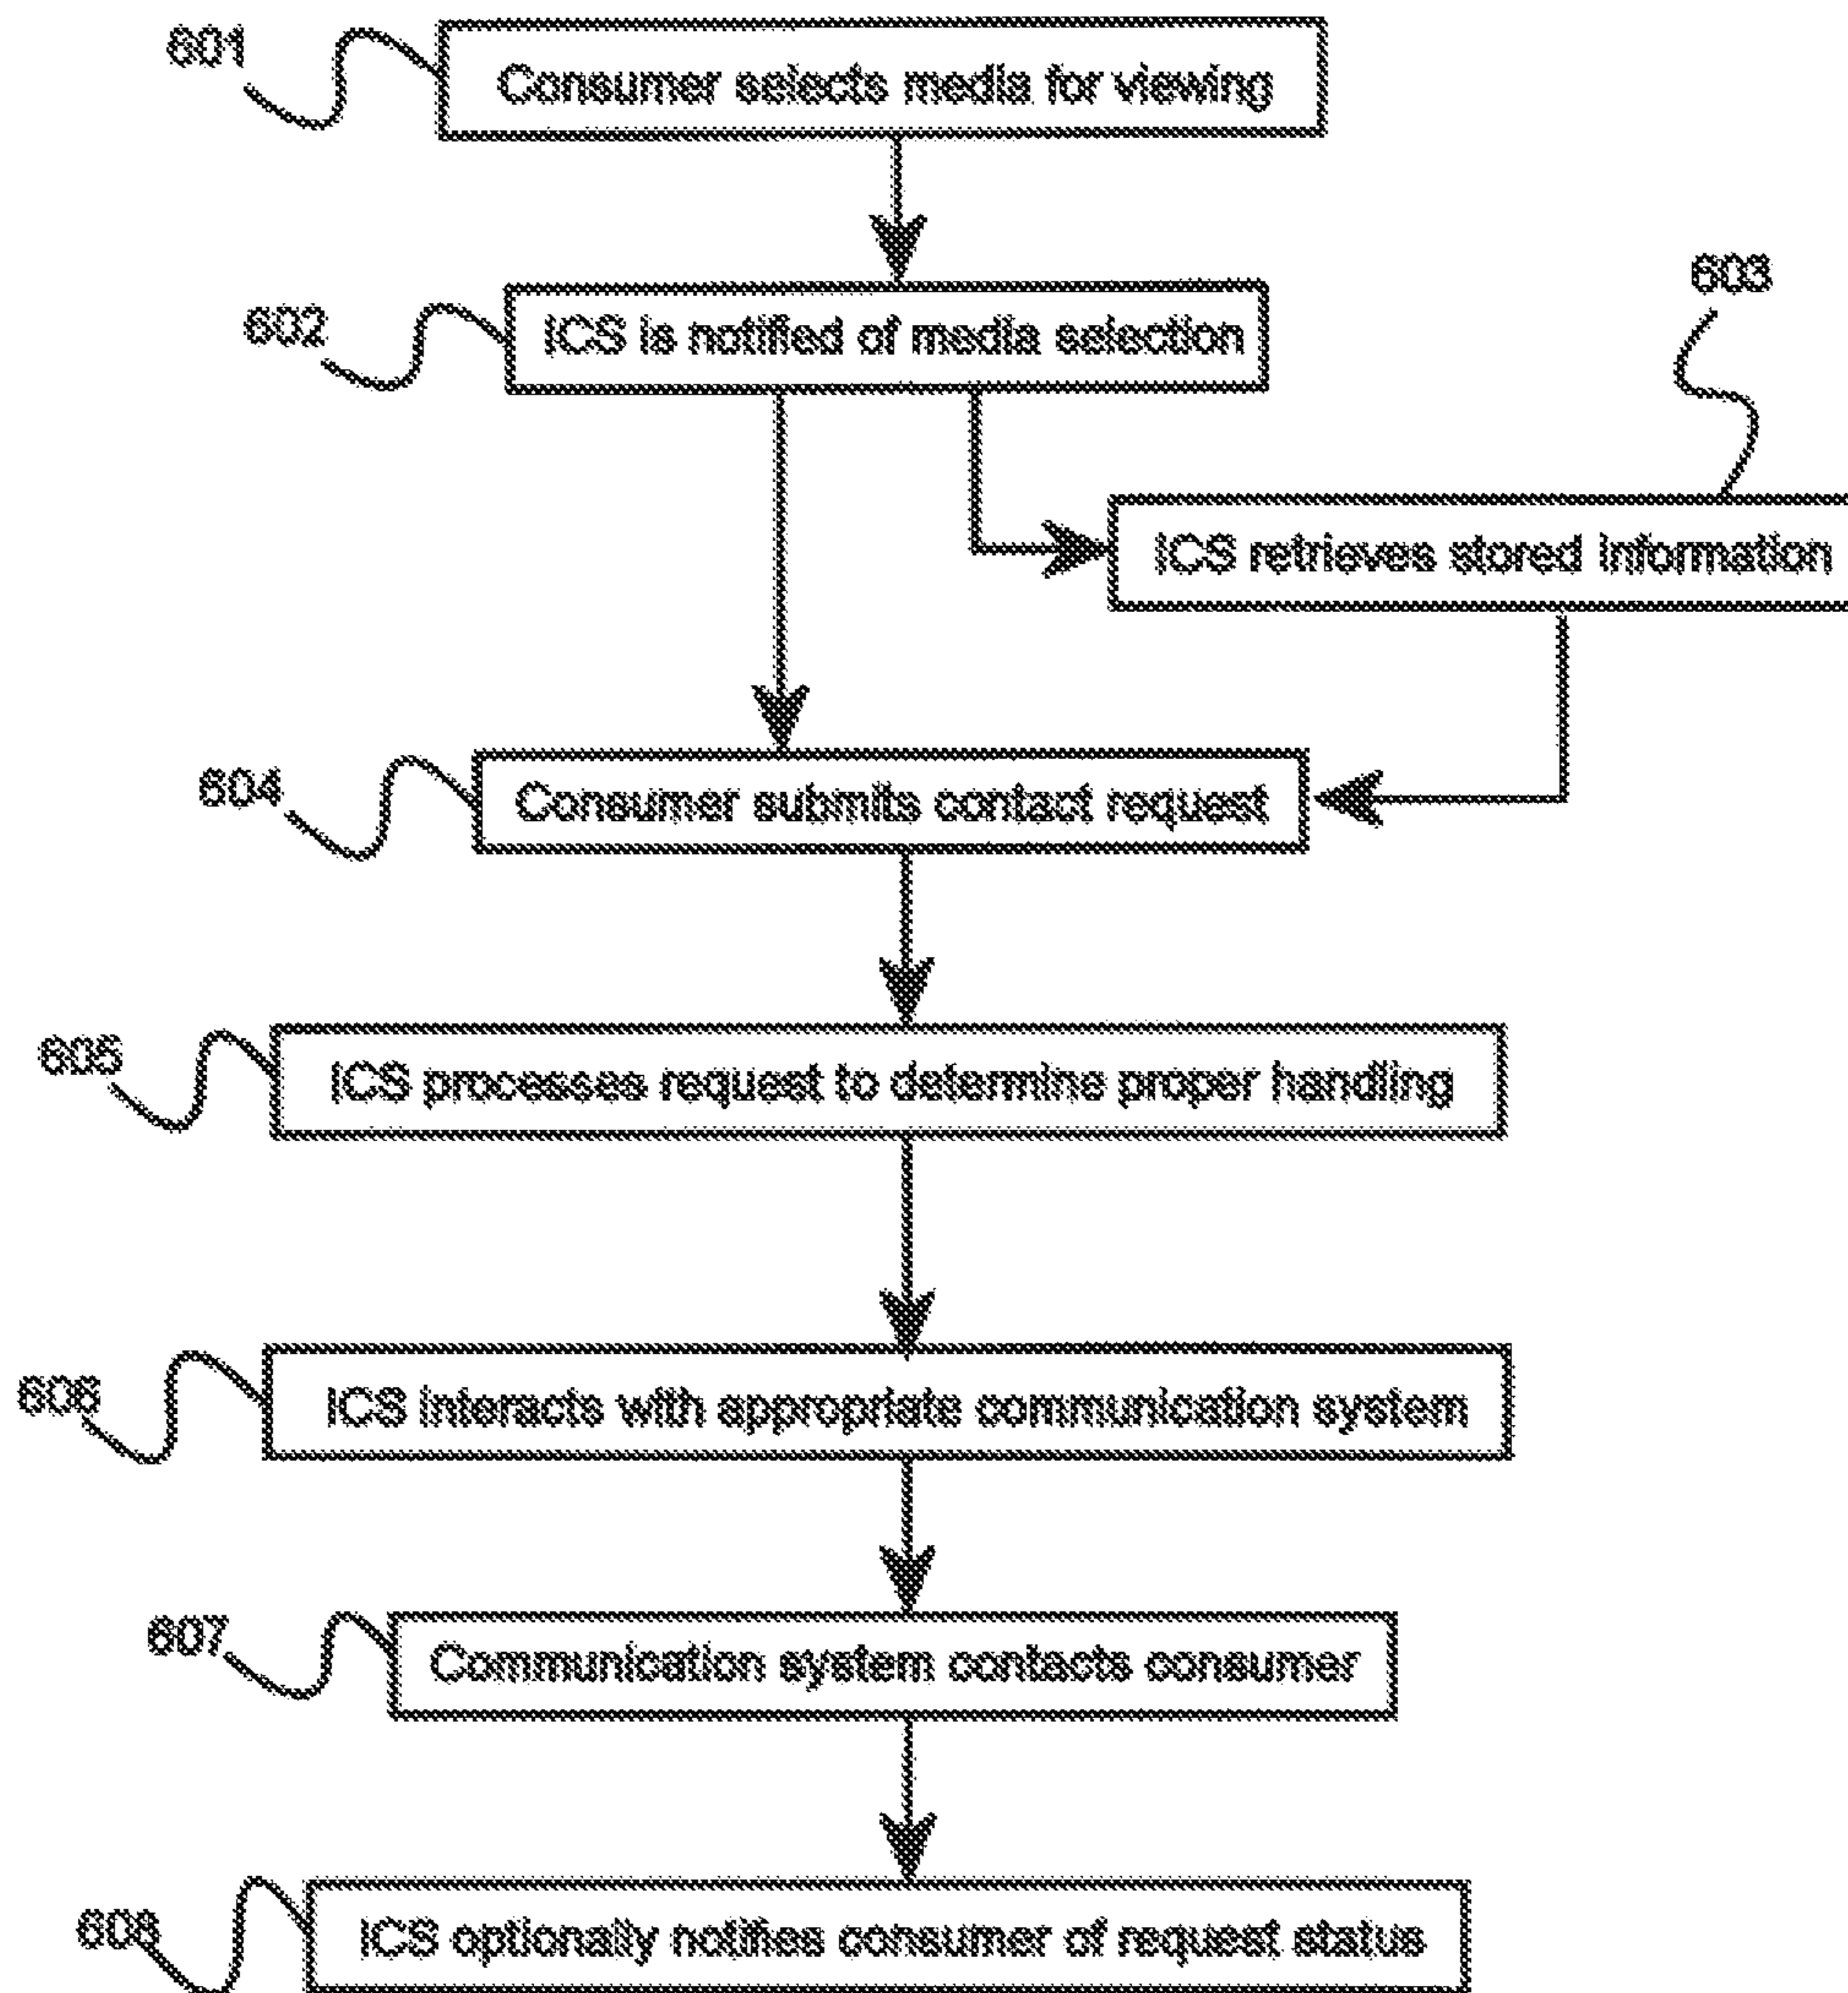 601
Consumer selects media for viewing
602
ICS is notified of media selection
603
ICS retrieves stored information
604
Consumer submits contact request
605
ICS processes request to determine proper handling
606
ICS interacts with appropriate communication system
607
Communication system contacts consumer
608
ICS optionally notifies consumer of request status